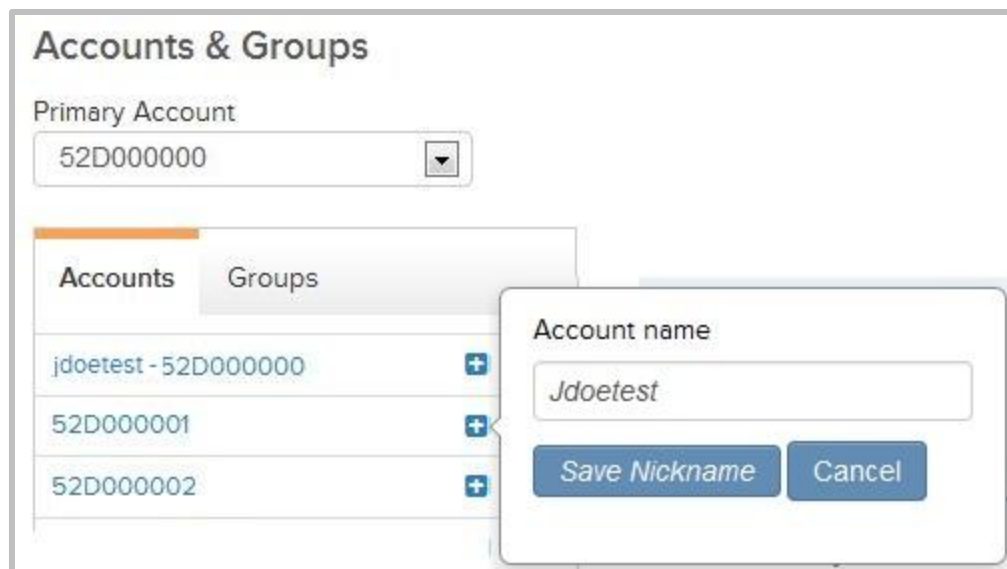 Accounts & Groups
Primary Account
52D000000
Accounts Groups
jdoetest - 52D000000
52D000001
52D000002
Account name
Jdoetest
Save Nickname Cancel